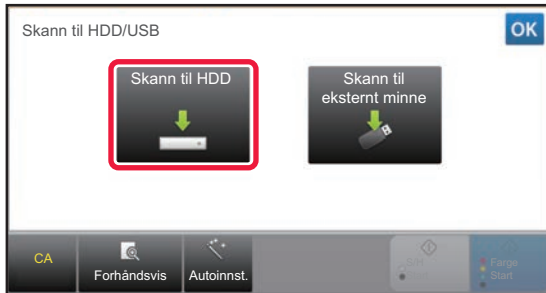 Skann til HDD/USB
OK
Skann til HDD
Skann til
eksternt minne
CA
Forhåndsvis
Autoinnst.
Farge
Start